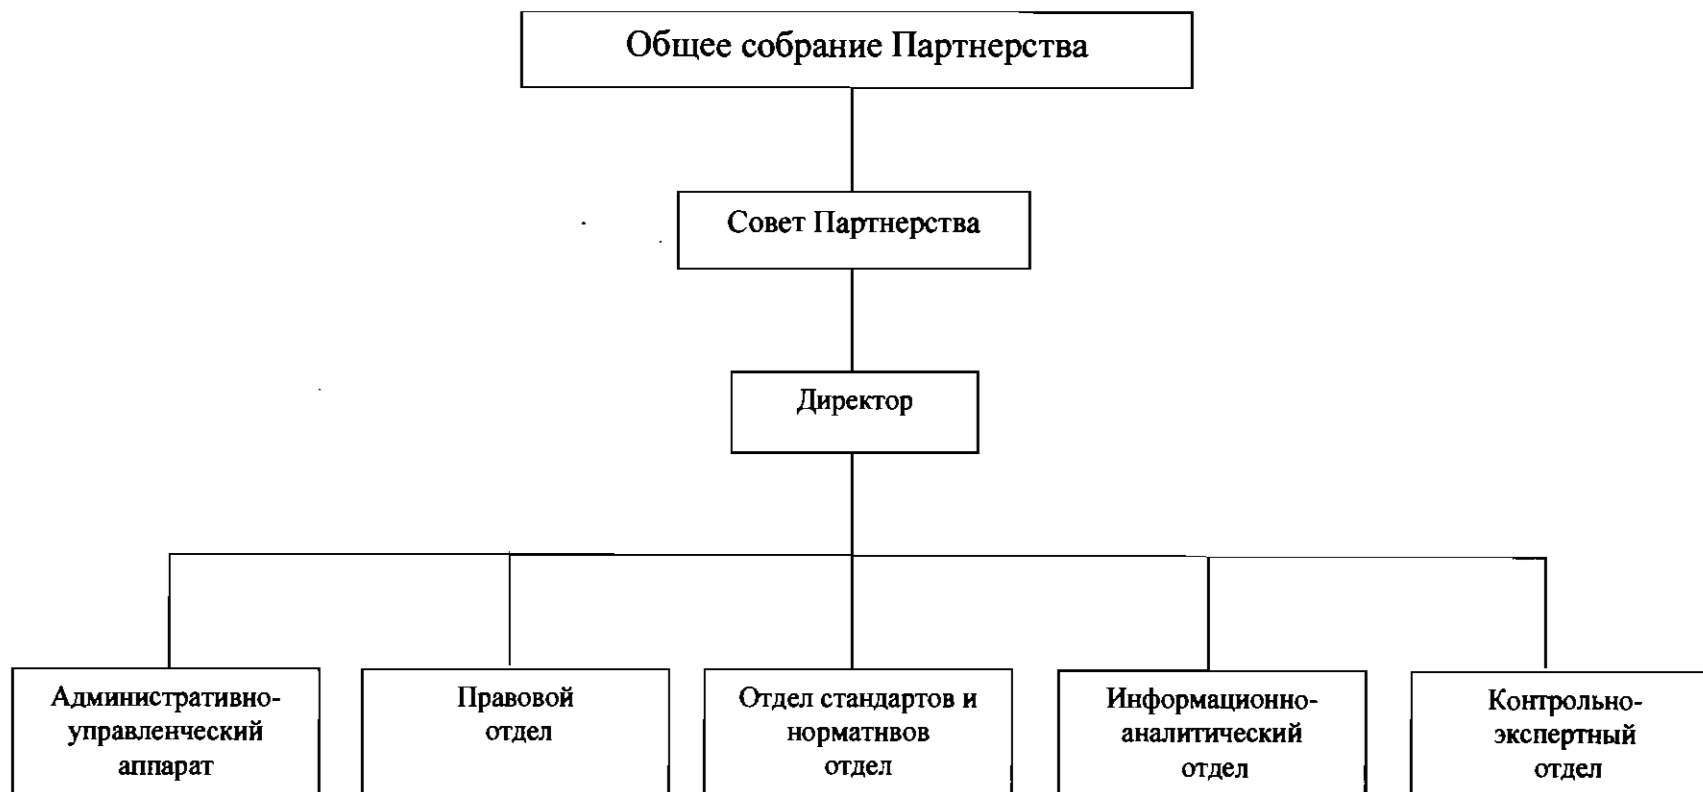 Общее собрание Партнерства
Совет Партнерства
Директор
Административно-
управленческий
аппарат
Правовой
отдел
Отдел стандартов и
нормативов
отдел
Информационно-
аналитический
отдел
Контрольно-
экспертный
отдел